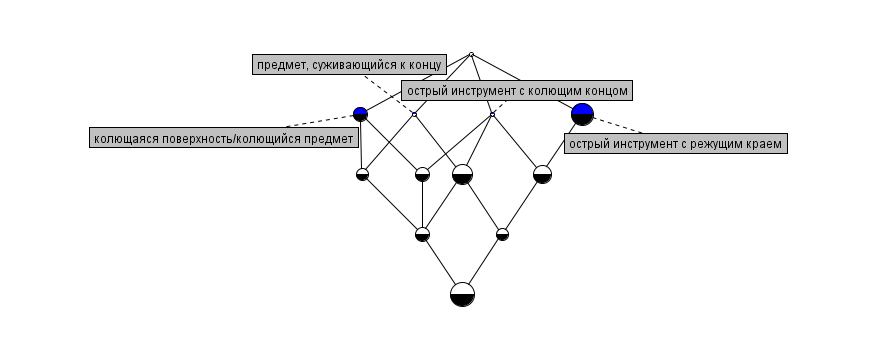 предмет, суживающийся к концу
острый инструмент с колющим концом
колющаяся поверхность/колющийся предмет
острый инструмент с режущим краем